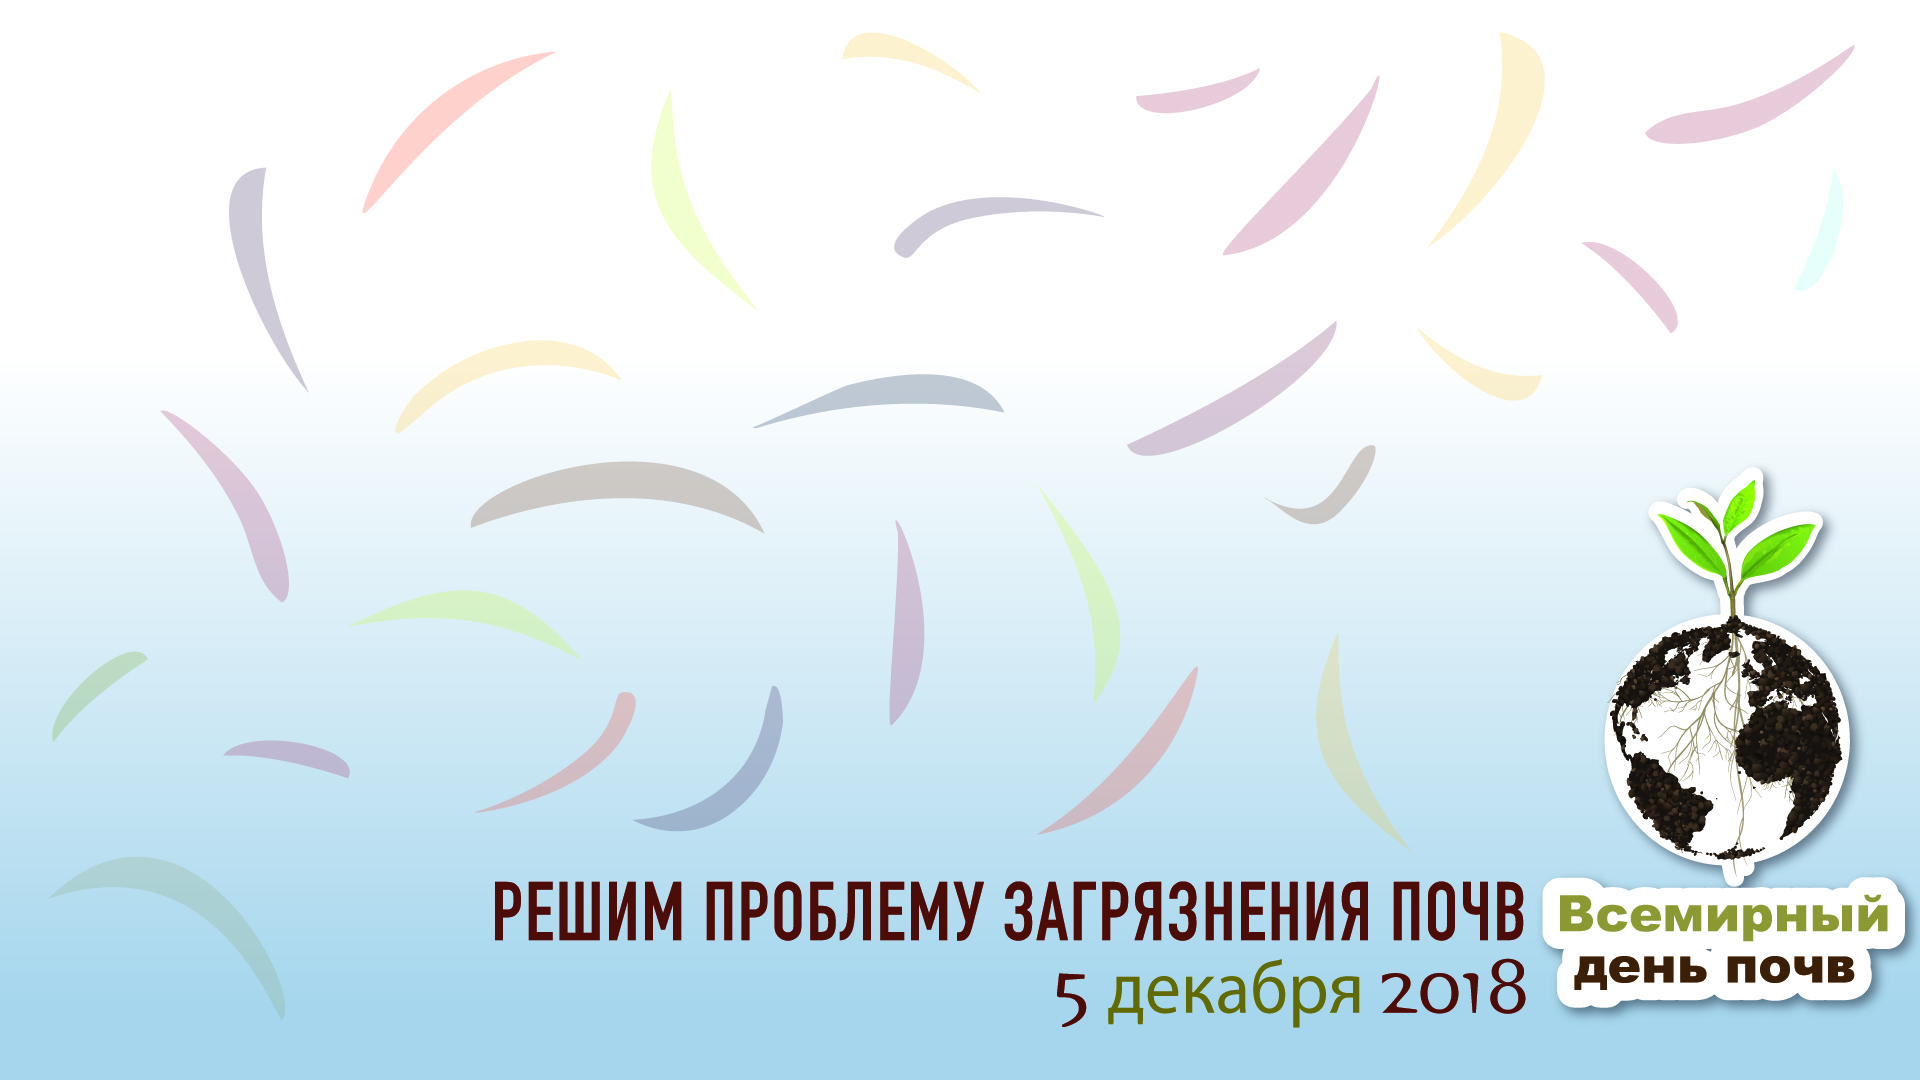 РЕШИМ ПРОБЛЕМУ ЗАГРЯЗНЕНИЯ ПОЧВ
5 декабря 2018
Всемирный
день почв